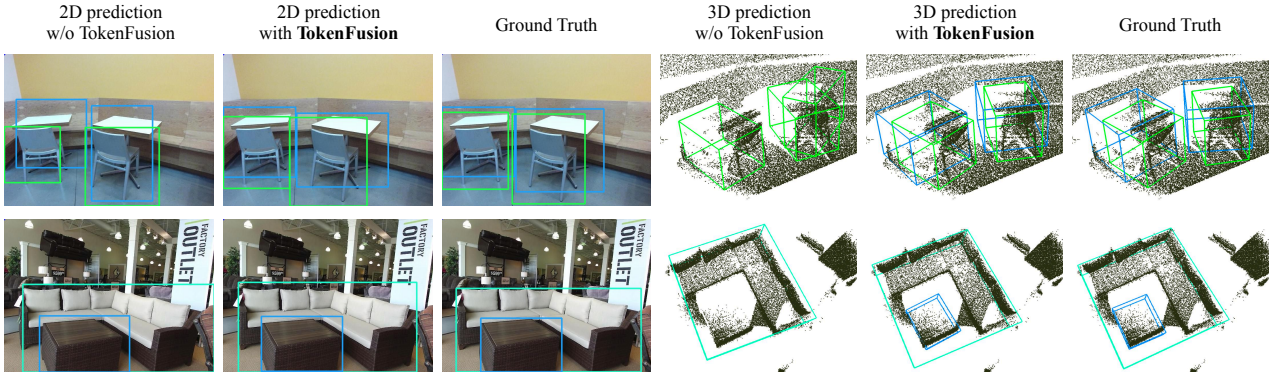 2D prediction
w/o TokenFusion
2D prediction
with TokenFusion
Ground Truth
3D prediction
w/o TokenFusion
3D prediction
with TokenFusion
Ground Truth
FACTORY
OUTLET
FACTORY
OUTLET
FACTORY
OUTLET